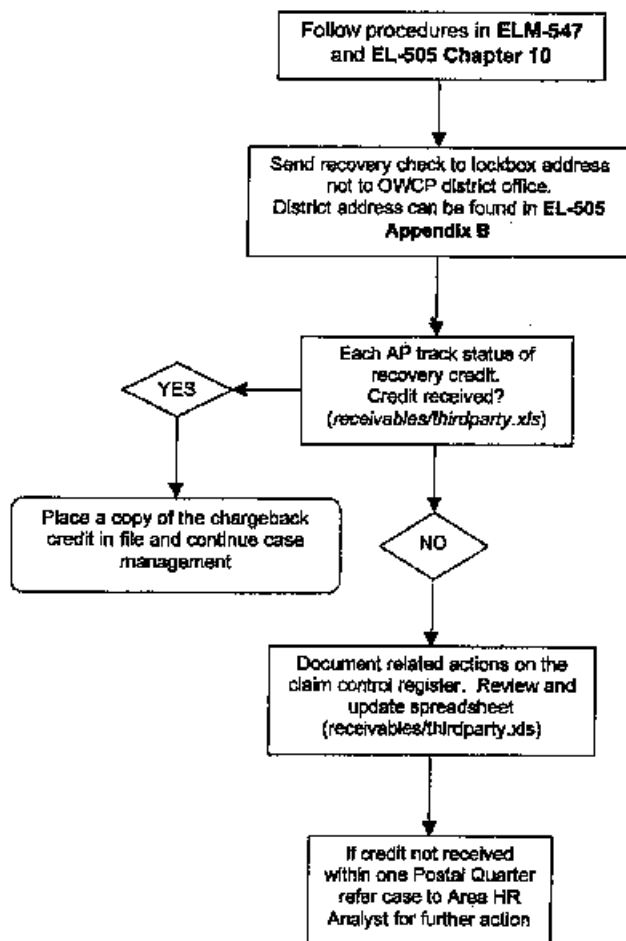 Follow procedures in ELM-547
and EL-505 Chapter 10
Send recovery check to lockbox address
not to OWCP district office.
District address can be found in EL-505
Appendix B
Each AP track status of
recovery credit.
Credit received?
(receivables/thirdparty.xls)
YES
Place a copy of the chargeback
credit in file and continue case
management
NO
Document related actions on the
claim control register. Review and
update spreadsheet
(receivables/thirdparty.xls)
If credit not received
within one Postal Quarter
refer case to Area HR
Analyst for further action